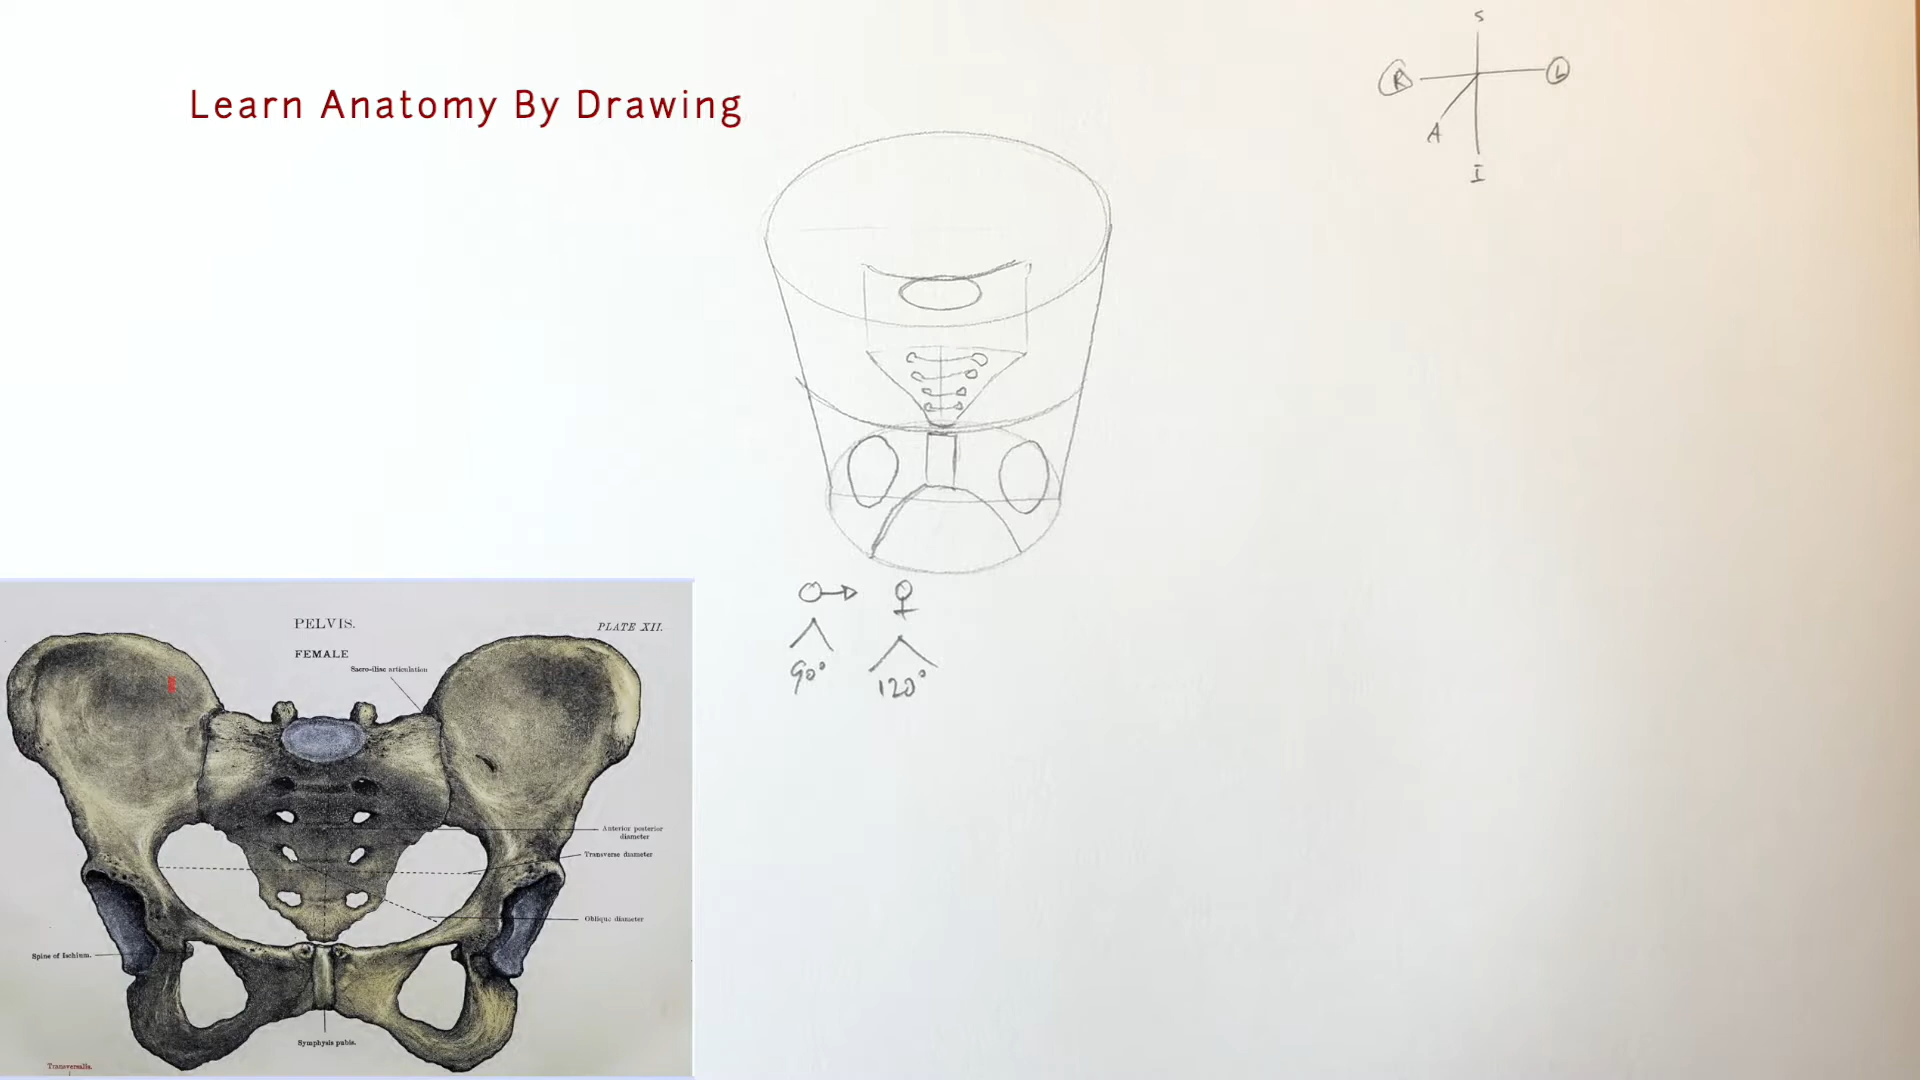 S
R
L
A
I
Learn Anatomy By Drawing
90°
120°
PELVIS.
PLATE XII.
FEMALE
Sacro-iliac articulation
Anterior posterior
diameter
Transverse diameter
Oblique diameter
Spine of Ischium.
Symphysis pubis.
Transversalis.